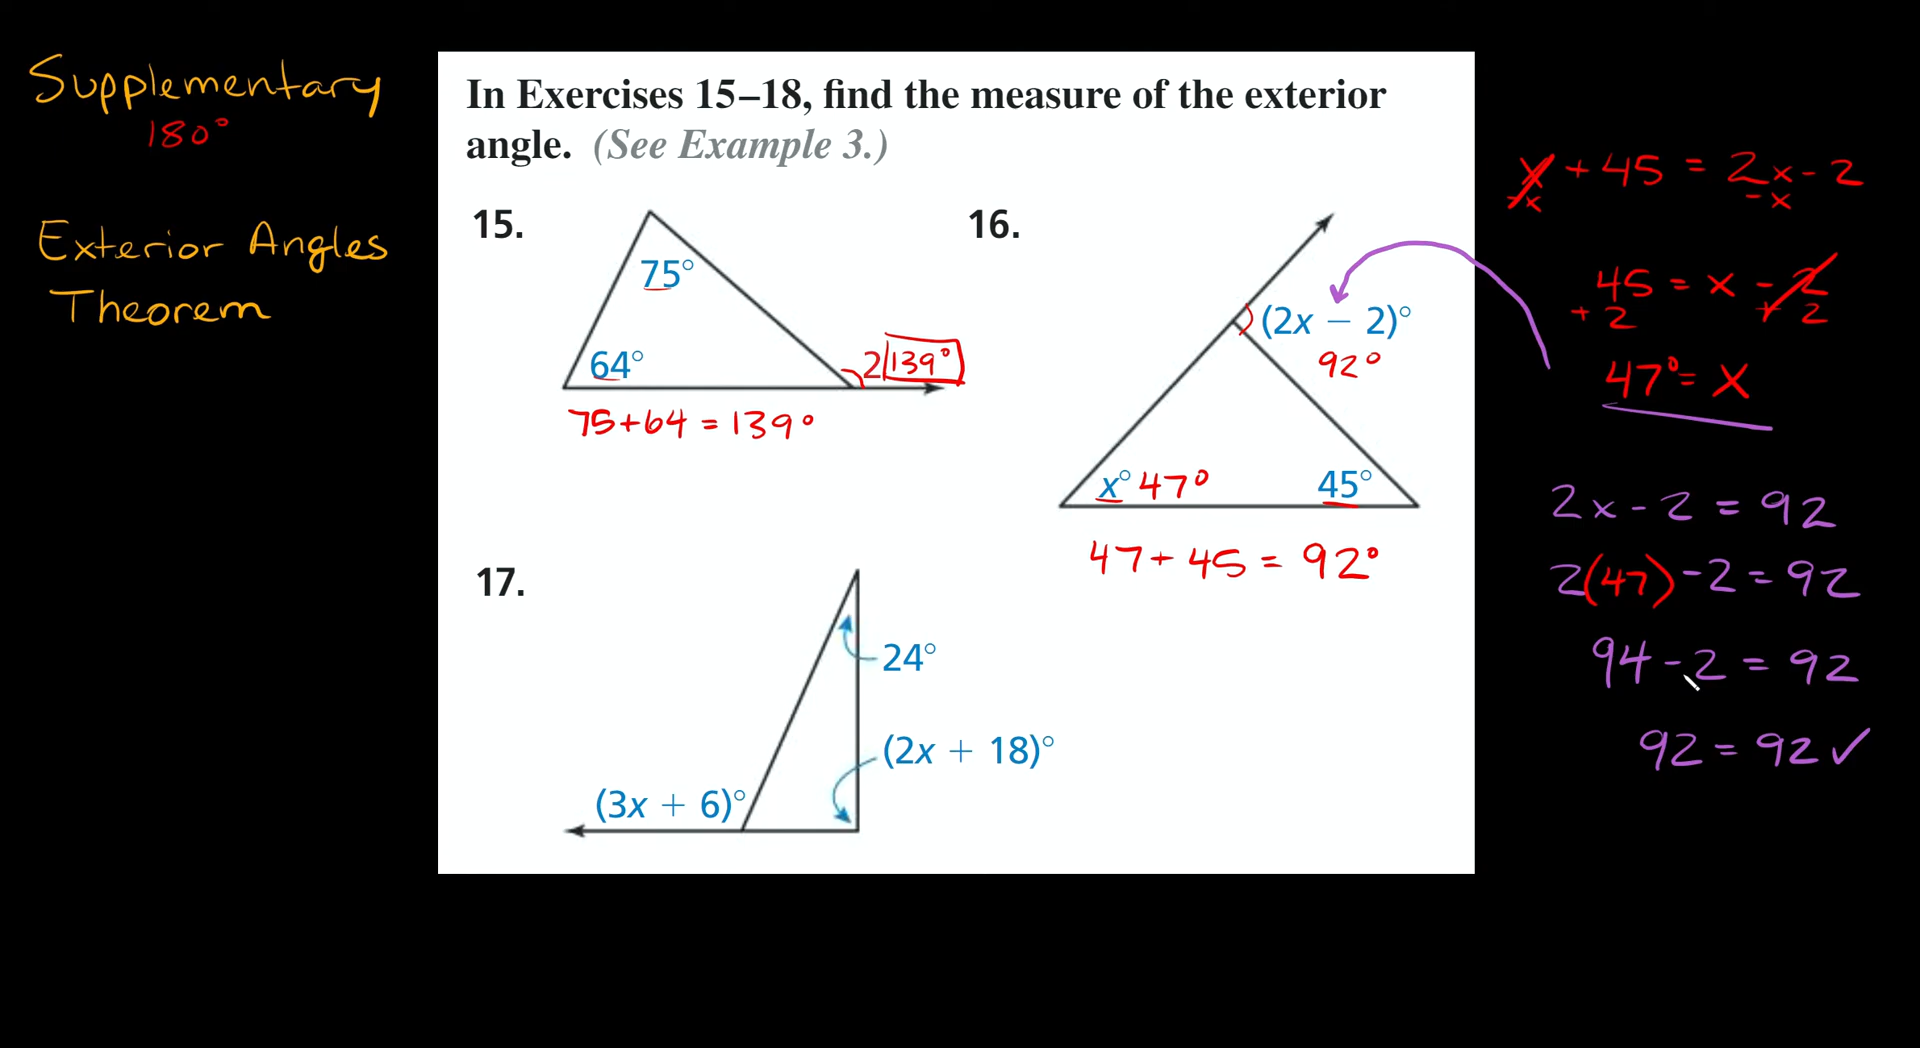 Supplementary
180°
Exterior Angles
Theorem
In Exercises 15–18, find the measure of the exterior
angle. (See Example 3.)
15.
75°
64°
2 139°
75+64 = 139°
16.
(2x − 2)°
92°
x° 47°
45°
47 + 45 = 92°
17.
24°
(2x + 18)°
(3x + 6)°
x + 45 = 2x - 2
-x -x
45 = x - 2
+ 2 + 2
47° = x
2x - 2 = 92
2(47) - 2 = 92
94 - 2 = 92
92 = 92 ✓